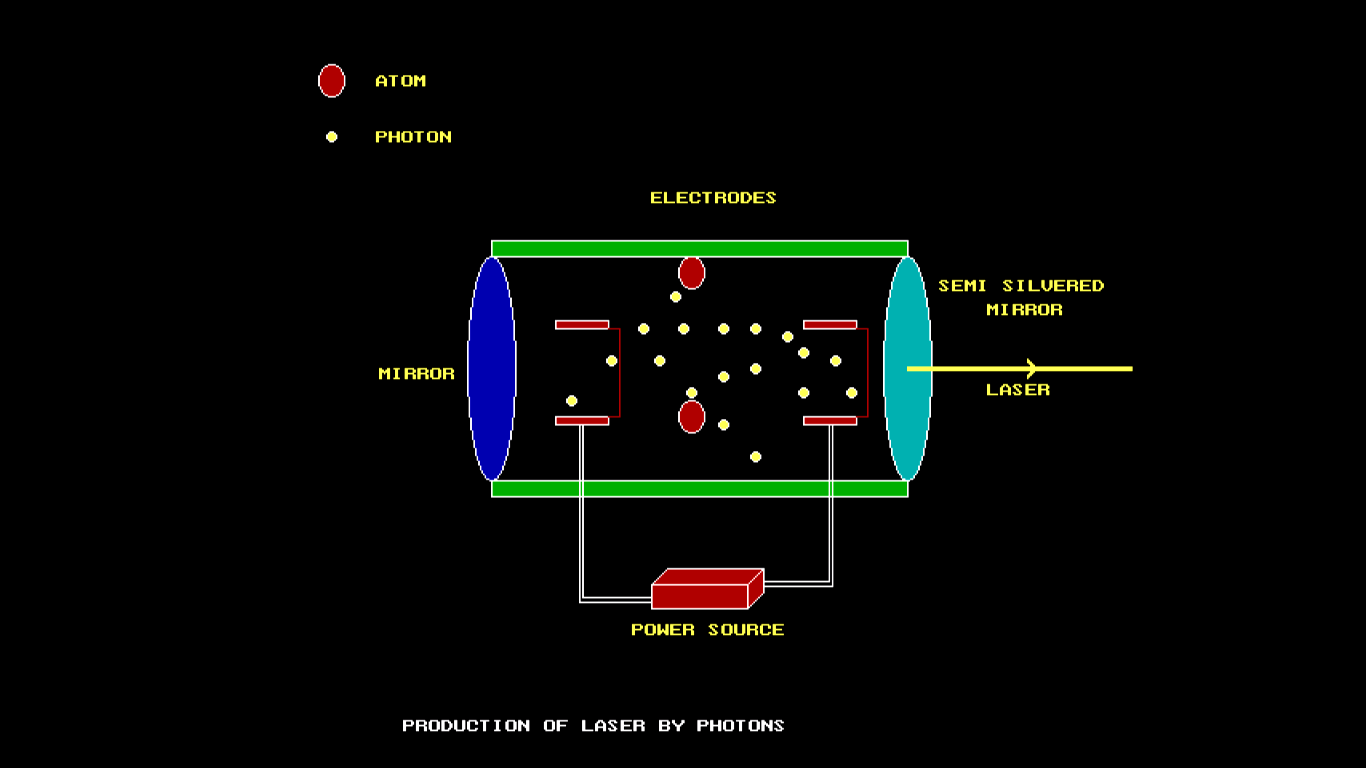 ATOM
PHOTON
ELECTRODES
SEMI SILVERED
MIRROR
MIRROR
LASER
POWER SOURCE
PRODUCTION OF LASER BY PHOTONS